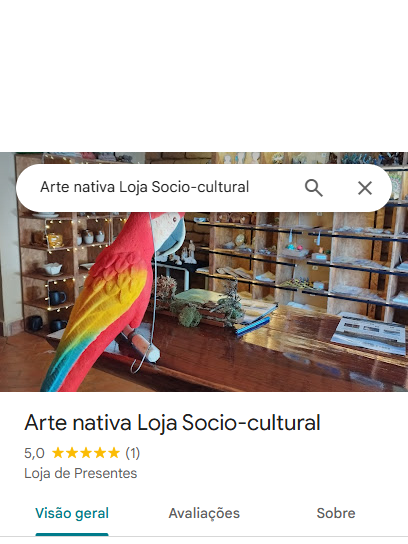 Arte nativa Loja Socio-cultural
Arte nativa Loja Socio-cultural
5,0 ★★★★★ (1)
Loja de Presentes
Visão geral Avaliações Sobre